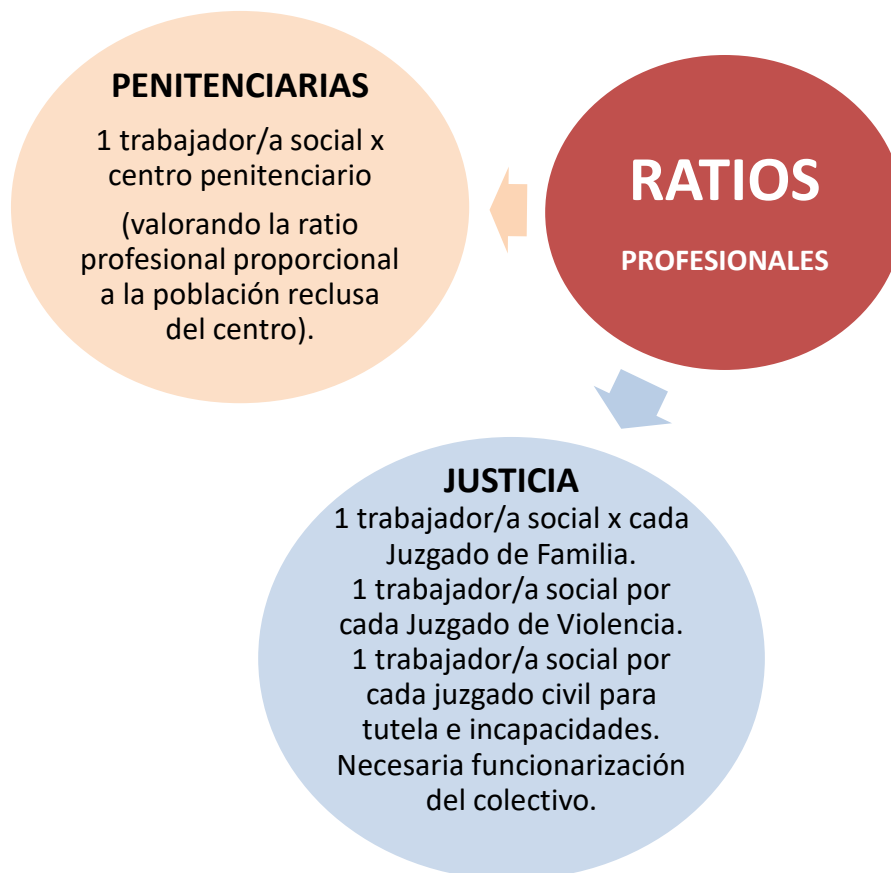 PENITENCIARIAS
1 trabajador/a social x
centro penitenciario
(valorando la ratio
profesional proporcional
a la población reclusa
del centro).
RATIOS
PROFESIONALES
JUSTICIA
1 trabajador/a social x cada
Juzgado de Familia.
1 trabajador/a social por
cada Juzgado de Violencia.
1 trabajador/a social por
cada juzgado civil para
tutela e incapacidades.
Necesaria funcionarización
del colectivo.